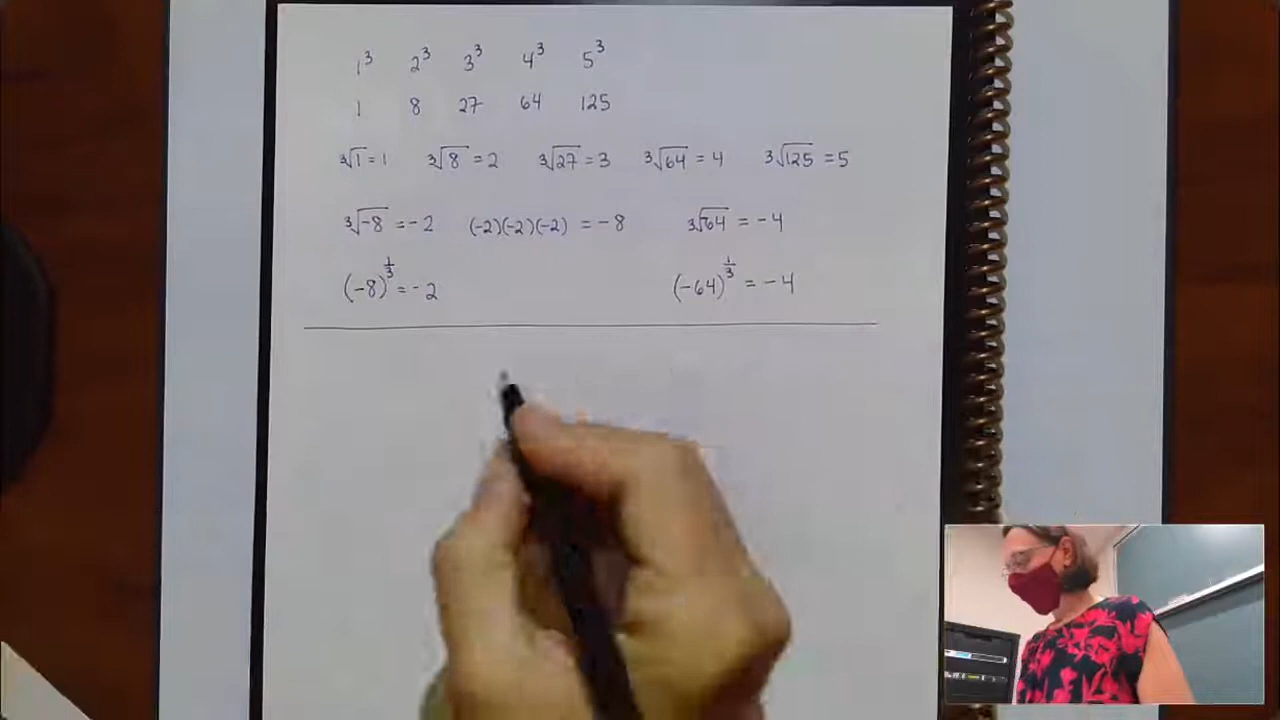 1³ 2³ 3³ 4³ 5³
1 8 27 64 125
∛1 = 1 ∛8 = 2 ∛27 = 3 ∛64 = 4 ∛125 = 5
∛-8 = -2 (-2)(-2)(-2) = -8 ∛-64 = -4
(-8)^(1/3) = -2 (-64)^(1/3) = -4